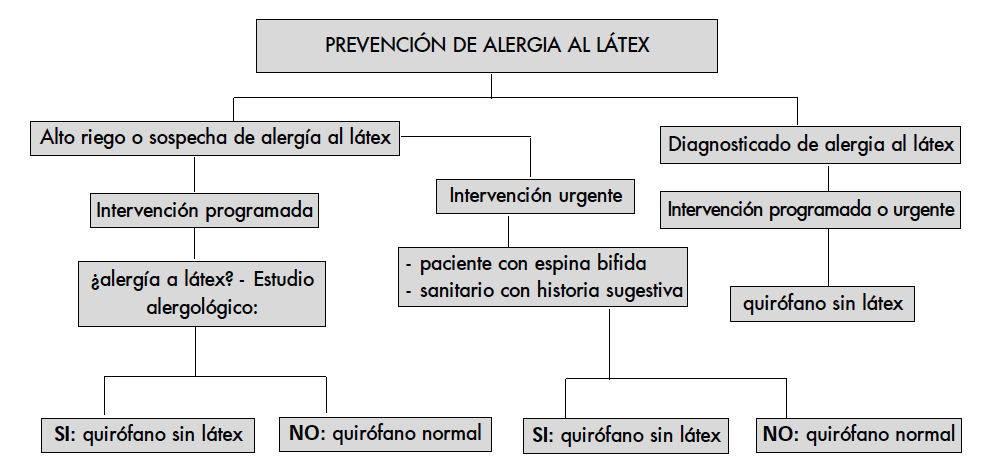 PREVENCIÓN DE ALERGIA AL LÁTEX
Alto riego o sospecha de alergía al látex
Diagnosticado de alergia al látex
Intervención programada
Intervención urgente
Intervención programada o urgente
¿alergía a látex? - Estudio
alergológico:
- paciente con espina bifida
- sanitario con historia sugestiva
quirófano sin látex
SI: quirófano sin látex
NO: quirófano normal
SI: quirófano sin látex
NO: quirófano normal